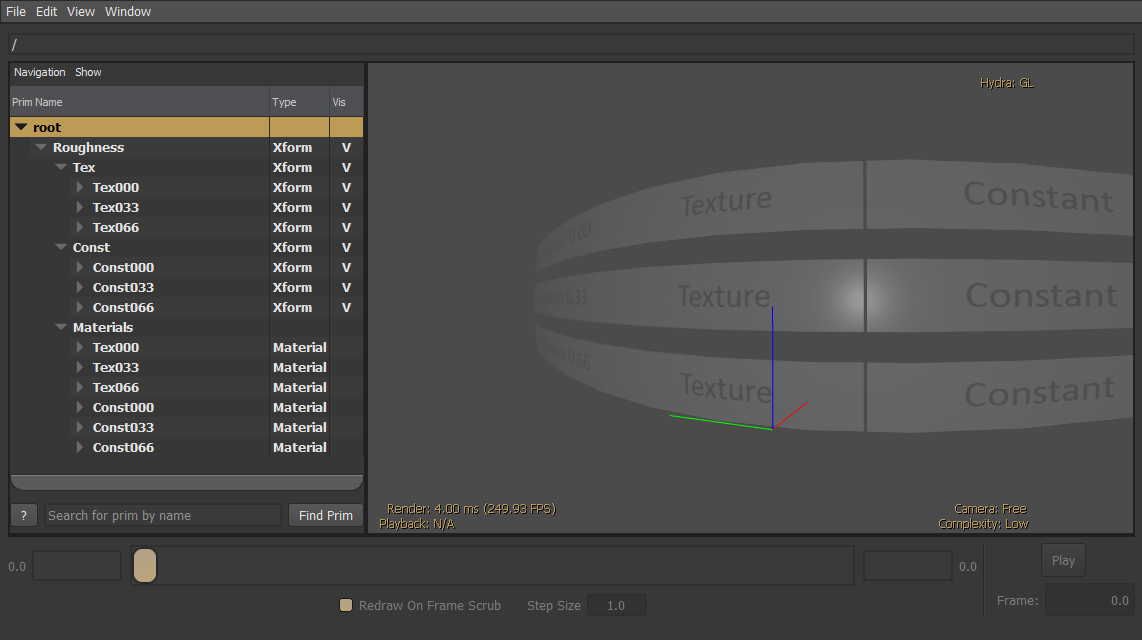 File Edit View Window
/
Navigation Show
Prim Name Type Vis
root
Roughness Xform V
Tex Xform V
Tex000 Xform V
Tex033 Xform V
Tex066 Xform V
Const Xform V
Const000 Xform V
Const033 Xform V
Const066 Xform V
Materials
Tex000 Material
Tex033 Material
Tex066 Material
Const000 Material
Const033 Material
Const066 Material
? Search for prim by name Find Prim
Hydra: GL
0.00 Texture Constant
0.33 Texture Constant
0.66 Texture Constant
Render: 4.00 ms (249.93 FPS) Camera: Free
Playback: N/A Complexity: Low
0.0 0.0 Play
Redraw On Frame Scrub Step Size 1.0 Frame: 0.0